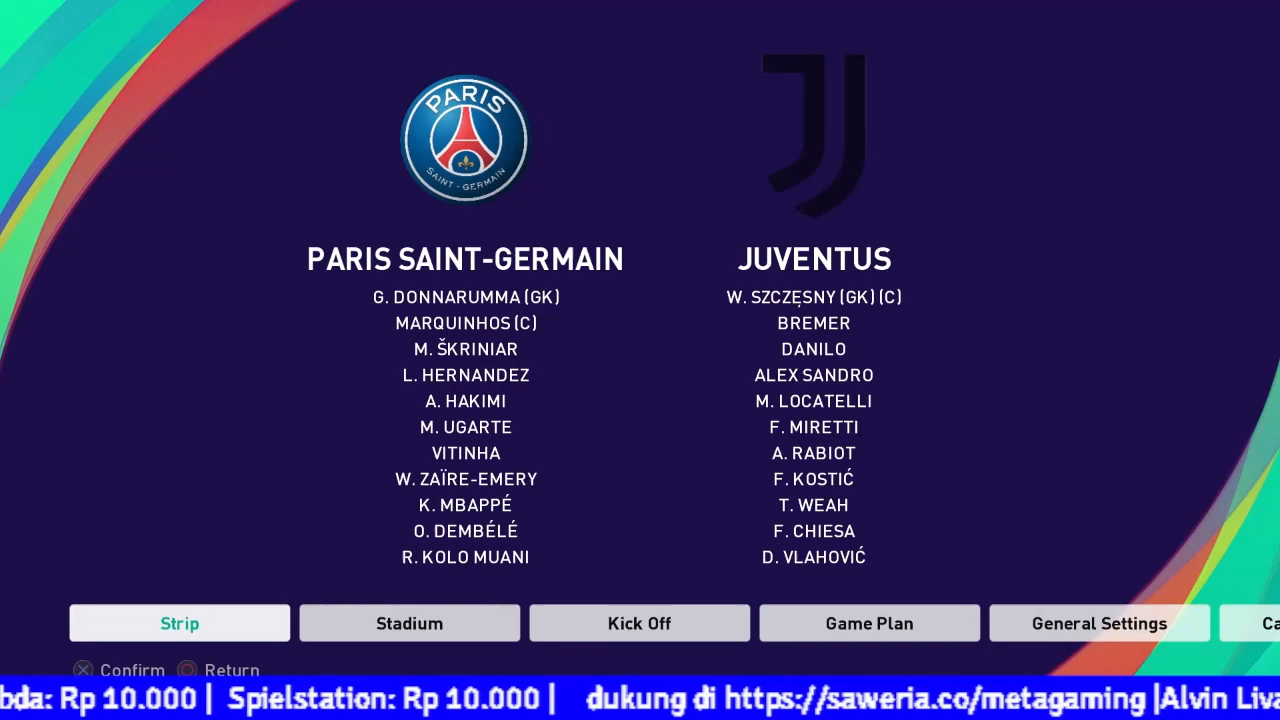 PARIS
SAINT - GERMAIN
PARIS SAINT-GERMAIN
G. DONNARUMMA (GK)
MARQUINHOS (C)
M. ŠKRINIAR
L. HERNANDEZ
A. HAKIMI
M. UGARTE
VITINHA
W. ZAÏRE-EMERY
K. MBAPPÉ
O. DEMBÉLÉ
R. KOLO MUANI
JUVENTUS
W. SZCZĘSNY (GK) (C)
BREMER
DANILO
ALEX SANDRO
M. LOCATELLI
F. MIRETTI
A. RABIOT
F. KOSTIĆ
T. WEAH
F. CHIESA
D. VLAHOVIĆ
Strip Stadium Kick Off Game Plan General Settings
Confirm Return
bda: Rp 10.000 | Spielstation: Rp 10.000 | dukung di https://saweria.co/metagaming |Alvin Liva